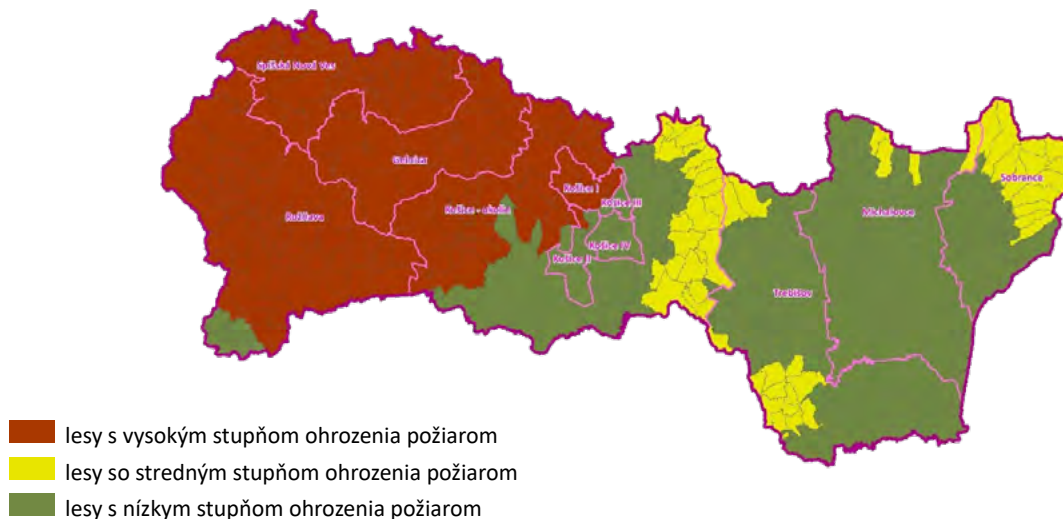 Spišská Nová Ves
Gelnica
Košice I
Sobrance
Rožňava
Košice - okolie
Košice III
Michalovce
Košice IV
Košice II
Trebišov
lesy s vysokým stupňom ohrozenia požiarom
lesy so stredným stupňom ohrozenia požiarom
lesy s nízkym stupňom ohrozenia požiarom